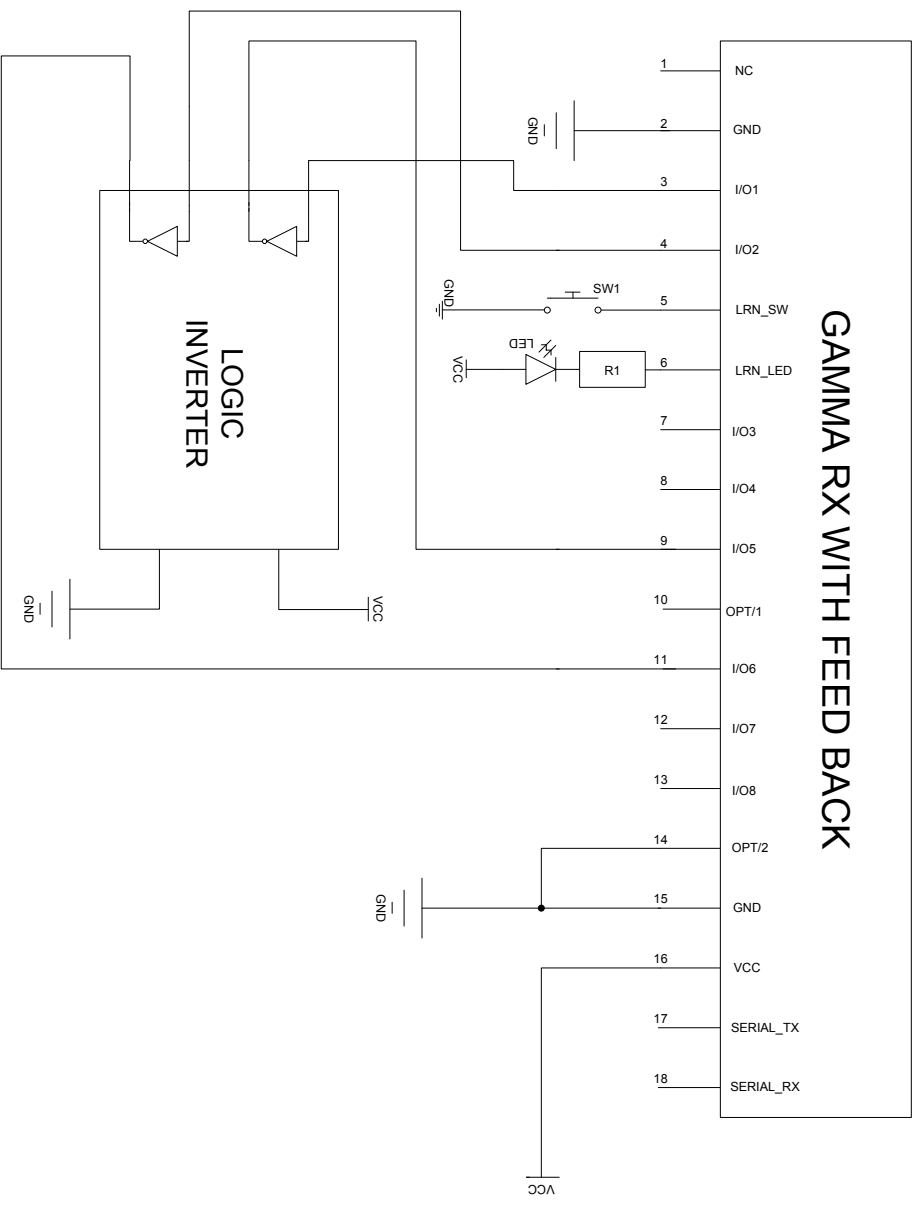 GAMMA RX WITH FEED BACK
1 NC
2 GND
GND
3 I/O1
4 I/O2
5 LRN_SW
SW1
GND
6 LRN_LED
R1
LED
VCC
7 I/O3
8 I/O4
9 I/O5
10 OPT/1
11 I/O6
12 I/O7
13 I/O8
14 OPT/2
15 GND
GND
16 VCC
17 SERIAL_TX
18 SERIAL_RX
VCC
LOGIC
INVERTER
VCC
GND